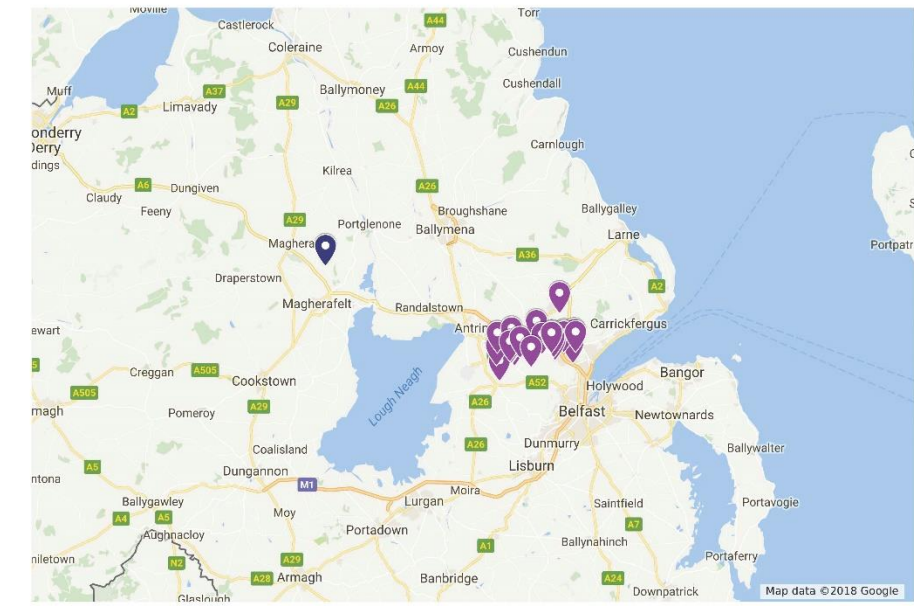 Moville
Torr
Castlerock
A44
Coleraine
Armoy
Cushendun
Muff
A37
Ballymoney
A44
Cushendall
A2
Limavady
A29
A26
onderry
Derry
dings
Carnlough
Kilrea
A6
Dungiven
A26
Claudy
Feeny
A29
Broughshane
Ballygalley
Portglenone
Ballymena
Larne
Maghera
A36
Portpatr
Draperstown
A2
Magherafelt
Randalstown
Antrim
Carrickfergus
ewart
5
Creggan
A505
Cookstown
A52
Bangor
Holywood
A505
magh
Pomeroy
A29
Lough Neagh
A26
Belfast
Newtownards
Coalisland
A26
Dunmurry
Ballywalter
A5
Lisburn
ntona
Dungannon
M1
Moira
Ballygawley
Lurgan
Saintfield
Portavogie
A4
A5
Moy
A7
Aughnacloy
Portadown
Ballynahinch
niletown
N2
A29
A1
Portaferry
A28
Armagh
Banbridge
A24
Downpatrick
Glaslough
Map data ©2018 Google